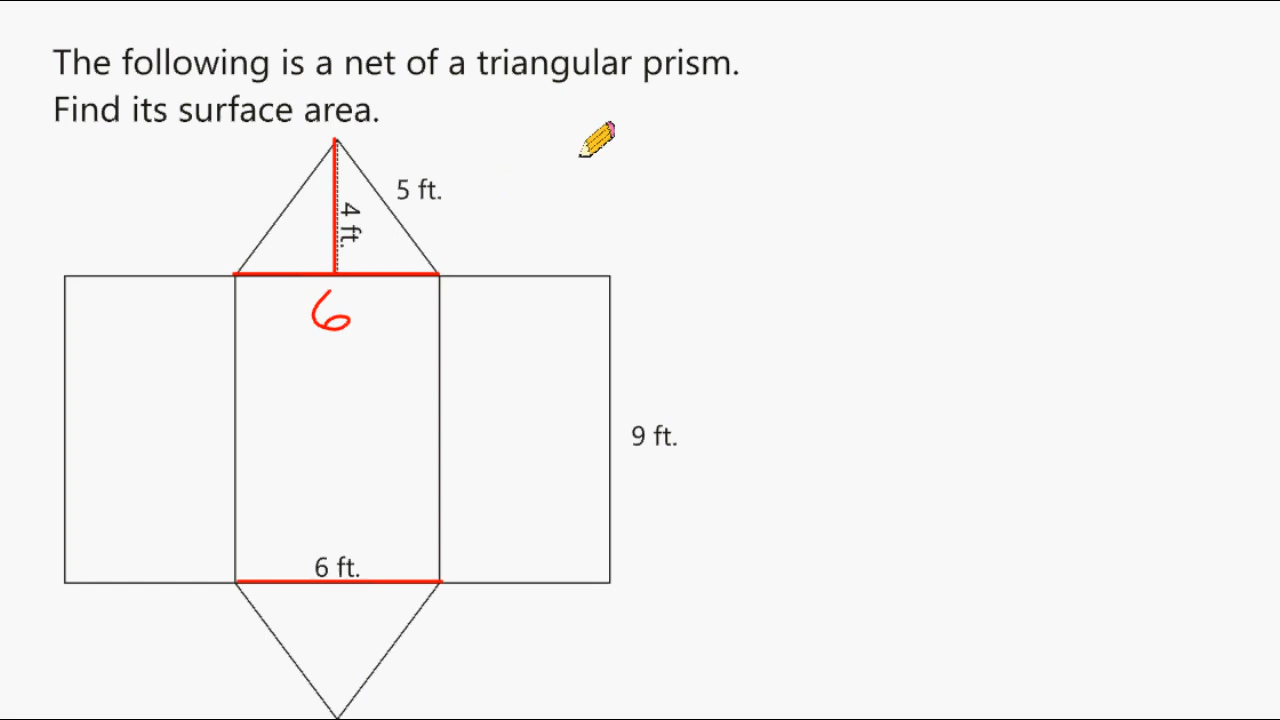 The following is a net of a triangular prism.
Find its surface area.
5 ft.
4 ft.
6
9 ft.
6 ft.